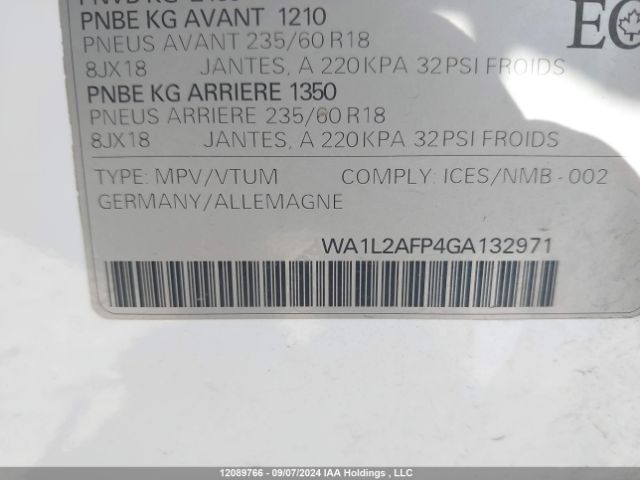 PNBE KG AVANT 1210
EC
PNEUS AVANT 235/60 R18
8JX18 JANTES, A 220 KPA 32 PSI FROIDS
PNBE KG ARRIERE 1350
PNEUS ARRIERE 235/60 R18
8JX18 JANTES, A 220 KPA 32 PSI FROIDS
TYPE: MPV/VTUM COMPLY: ICES/NMB-002
GERMANY/ALLEMAGNE
WA1L2AFP4GA132971
12089766 - 09/07/2024 IAA Holdings , LLC